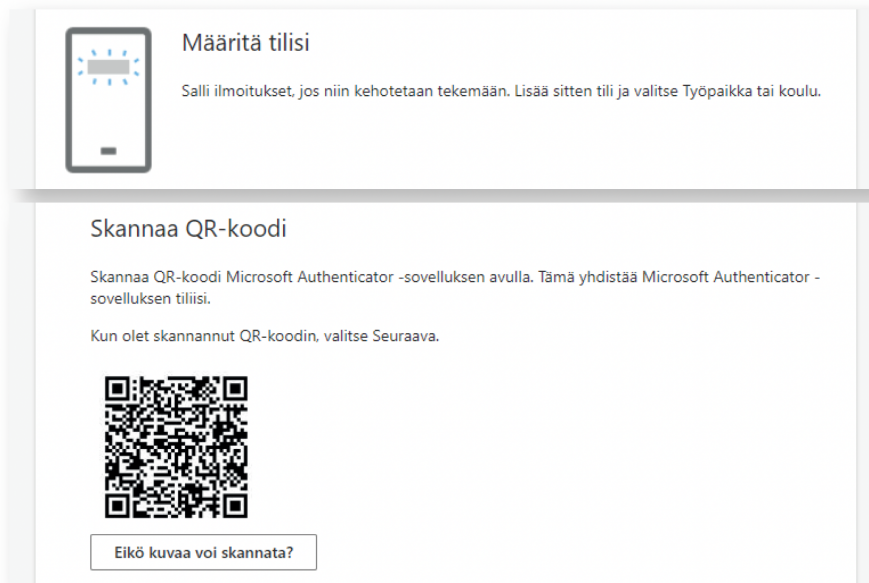 Määritä tilisi
Salli ilmoitukset, jos niin kehotetaan tekemään. Lisää sitten tili ja valitse Työpaikka tai koulu.
Skannaa QR-koodi
Skannaa QR-koodi Microsoft Authenticator -sovelluksen avulla. Tämä yhdistää Microsoft Authenticator -
sovelluksen tiliisi.
Kun olet skannannut QR-koodin, valitse Seuraava.
Eikö kuvaa voi skannata?